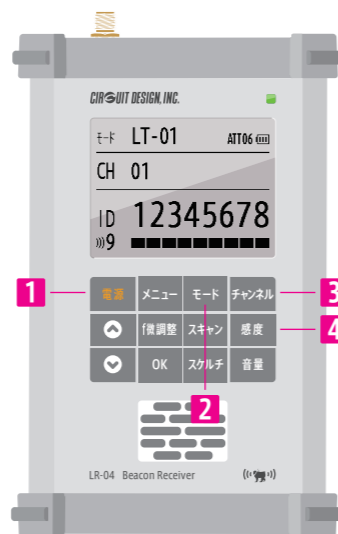 CIRCUIT DESIGN, INC.
モード LT-01 ATT06
CH 01
ID 12345678
9
1 電源 メニュー モード チャンネル 3
f微調整 スキャン 感度 4
OK スケルチ 音量
2
LR-04 Beacon Receiver